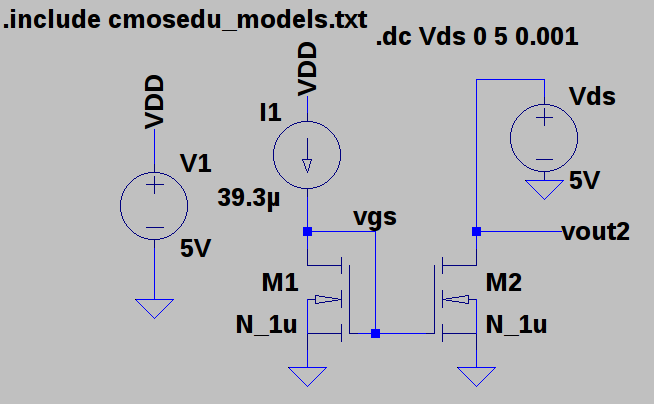 .include cmosedu_models.txt
.dc Vds 0 5 0.001
VDD
VDD
Vds
I1
V1
5V
39.3µ
vgs
vout2
5V
M1
M2
N_1u
N_1u